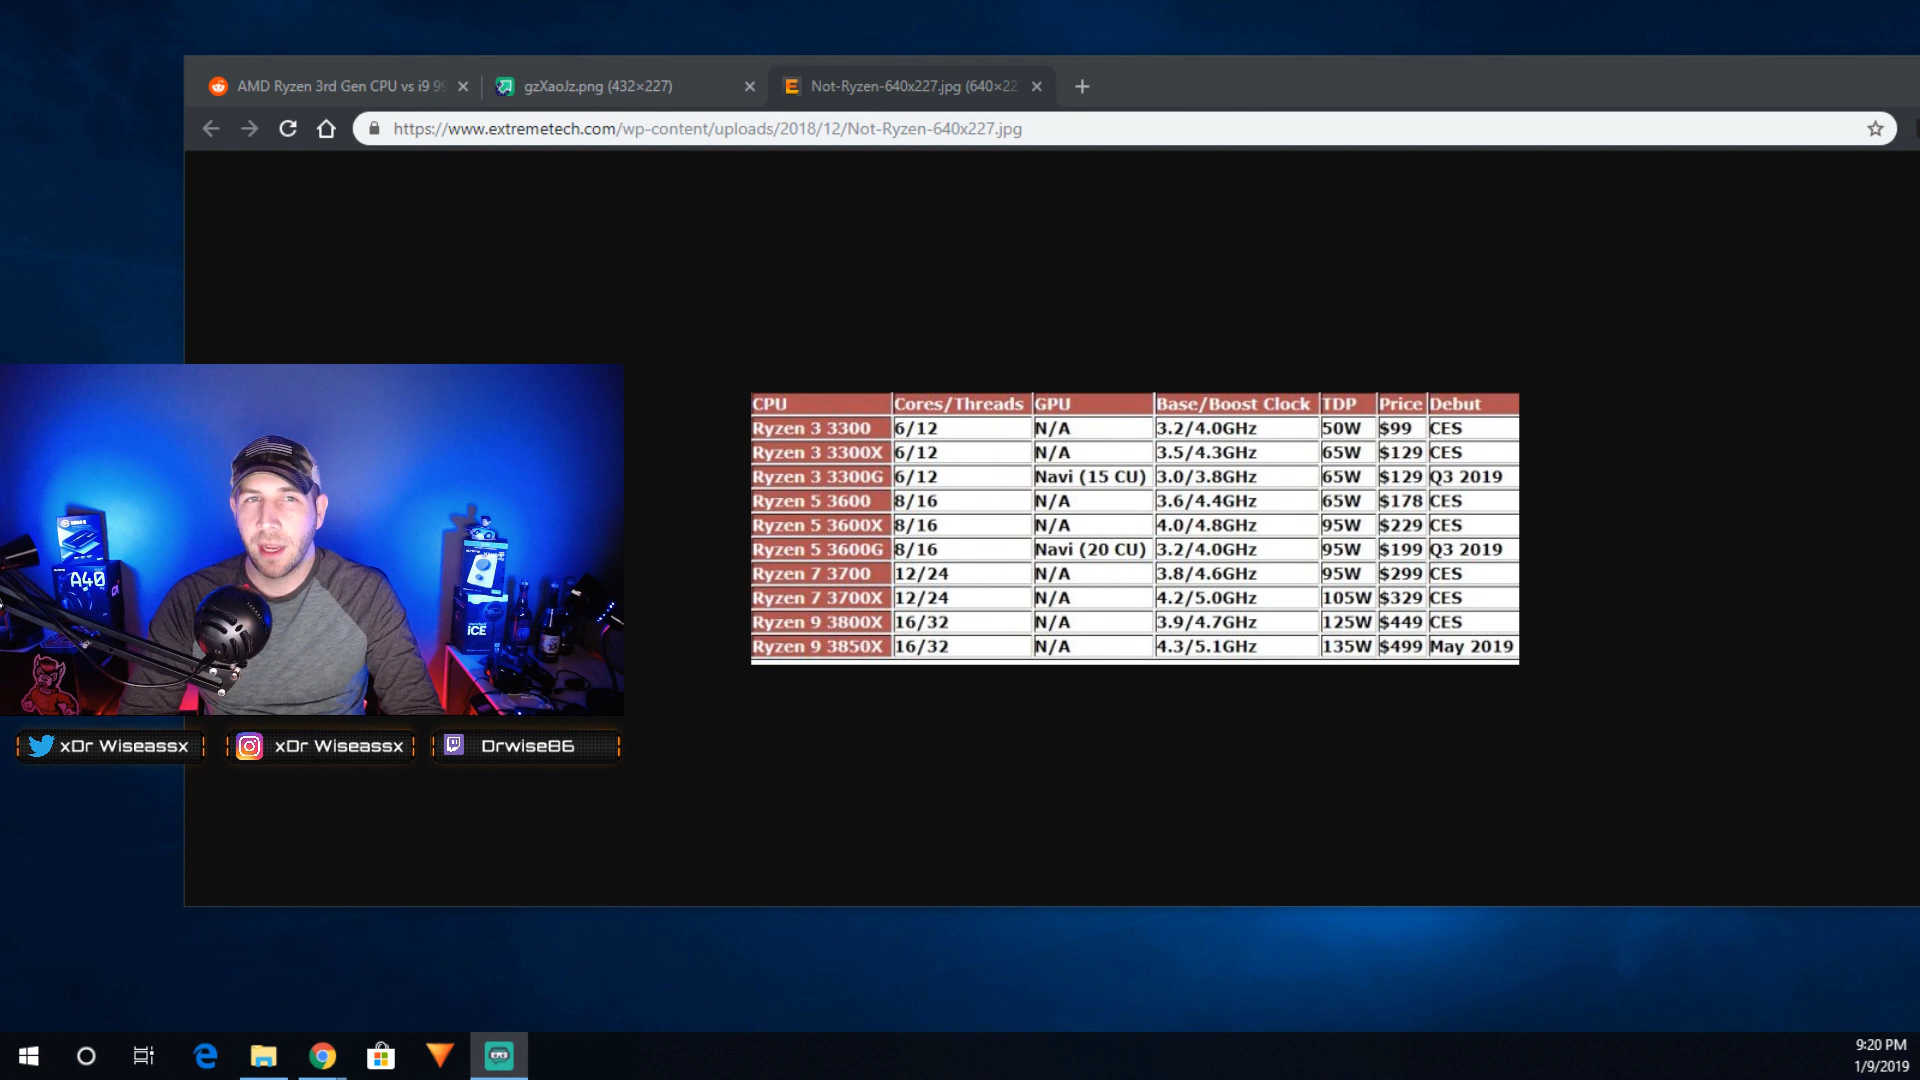 AMD Ryzen 3rd Gen CPU vs i9 99
gzXaoJz.png (432×227)
Not-Ryzen-640x227.jpg (640×22
https://www.extremetech.com/wp-content/uploads/2018/12/Not-Ryzen-640x227.jpg
CPU Cores/Threads GPU Base/Boost Clock TDP Price Debut
Ryzen 3 3300 6/12 N/A 3.2/4.0GHz 50W $99 CES
Ryzen 3 3300X 6/12 N/A 3.5/4.3GHz 65W $129 CES
Ryzen 3 3300G 6/12 Navi (15 CU) 3.0/3.8GHz 65W $129 Q3 2019
Ryzen 5 3600 8/16 N/A 3.6/4.4GHz 65W $178 CES
Ryzen 5 3600X 8/16 N/A 4.0/4.8GHz 95W $229 CES
Ryzen 5 3600G 8/16 Navi (20 CU) 3.2/4.0GHz 95W $199 Q3 2019
Ryzen 7 3700 12/24 N/A 3.8/4.6GHz 95W $299 CES
Ryzen 7 3700X 12/24 N/A 4.2/5.0GHz 105W $329 CES
Ryzen 9 3800X 16/32 N/A 3.9/4.7GHz 125W $449 CES
Ryzen 9 3850X 16/32 N/A 4.3/5.1GHz 135W $499 May 2019
A40
ICE
xDr Wiseassx
xDr Wiseassx
Drwise86
9:20 PM
1/9/2019